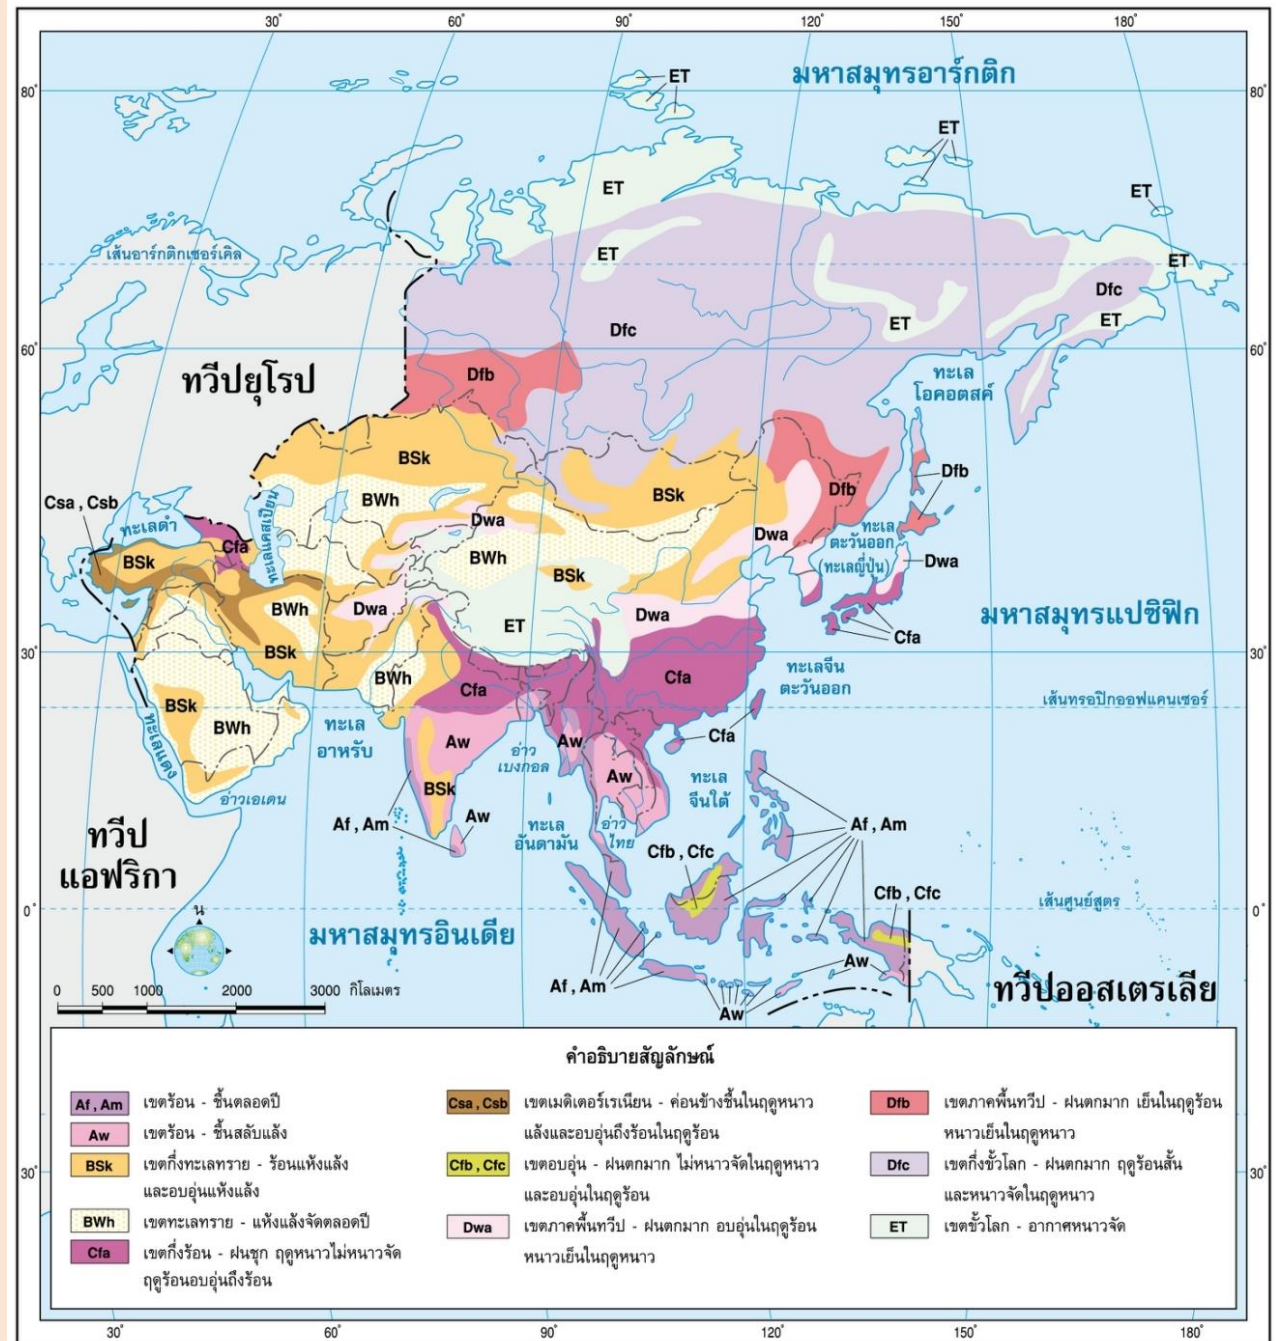 30°
60°
90°
120°
150°
180°
80°
80°
60°
60°
30°
30°
0°
0°
30°
30°
มหาสมุทรอาร์กติก
ET
ET
ET
ET
ET
ET
เส้นอาร์กติกเซอร์เคิล
Dfc
ET
ET
Dfc
ทวีปยุโรป
Dfb
ทะเล
โอคอตสค์
BSk
Csa , Csb
ทะเลดำ
ทะเลแคสเปียน
BWh
BSk
Dfb
Dfb
Dwa
Dwa
ทะเล
ตะวันออก
(ทะเลญี่ปุ่น)
Cfa
BSk
BWh
BSk
Dwa
BWh
Dwa
Dwa
ET
มหาสมุทรแปซิฟิก
Cfa
BSk
BWh
Cfa
Cfa
ทะเลจีน
ตะวันออก
เส้นทรอปิกออฟแคนเซอร์
BSk
BWh
ทะเลแดง
ทะเล
อาหรับ
Aw
อ่าว
เบงกอล
Aw
Cfa
Aw
ทะเล
จีนใต้
BSk
อ่าวเอเดน
Af , Am
Aw
ทะเล
อันดามัน
อ่าว
ไทย
Af , Am
ทวีป
แอฟริกา
Cfb , Cfc
Cfb , Cfc
เส้นศูนย์สูตร
น
มหาสมุทรอินเดีย
Aw
Af , Am
Aw
ทวีปออสเตรเลีย
0 500 1000 2000 3000 กิโลเมตร
คำอธิบายสัญลักษณ์
Af , Am เขตร้อน - ชื้นตลอดปี
Aw เขตร้อน - ชื้นสลับแล้ง
BSk เขตกึ่งทะเลทราย - ร้อนแห้งแล้ง
และอบอุ่นแห้งแล้ง
BWh เขตทะเลทราย - แห้งแล้งจัดตลอดปี
Cfa เขตกึ่งร้อน - ฝนชุก ฤดูหนาวไม่หนาวจัด
ฤดูร้อนอบอุ่นถึงร้อน
Csa , Csb เขตเมดิเตอร์เรเนียน - ค่อนข้างชื้นในฤดูหนาว
แล้งและอบอุ่นถึงร้อนในฤดูร้อน
Cfb , Cfc เขตอบอุ่น - ฝนตกมาก ไม่หนาวจัดในฤดูหนาว
และอบอุ่นในฤดูร้อน
Dwa เขตภาคพื้นทวีป - ฝนตกมาก อบอุ่นในฤดูร้อน
หนาวเย็นในฤดูหนาว
Dfb เขตภาคพื้นทวีป - ฝนตกมาก เย็นในฤดูร้อน
หนาวเย็นในฤดูหนาว
Dfc เขตกึ่งขั้วโลก - ฝนตกมาก ฤดูร้อนสั้น
และหนาวจัดในฤดูหนาว
ET เขตขั้วโลก - อากาศหนาวจัด
30°
60°
90°
120°
150°
180°